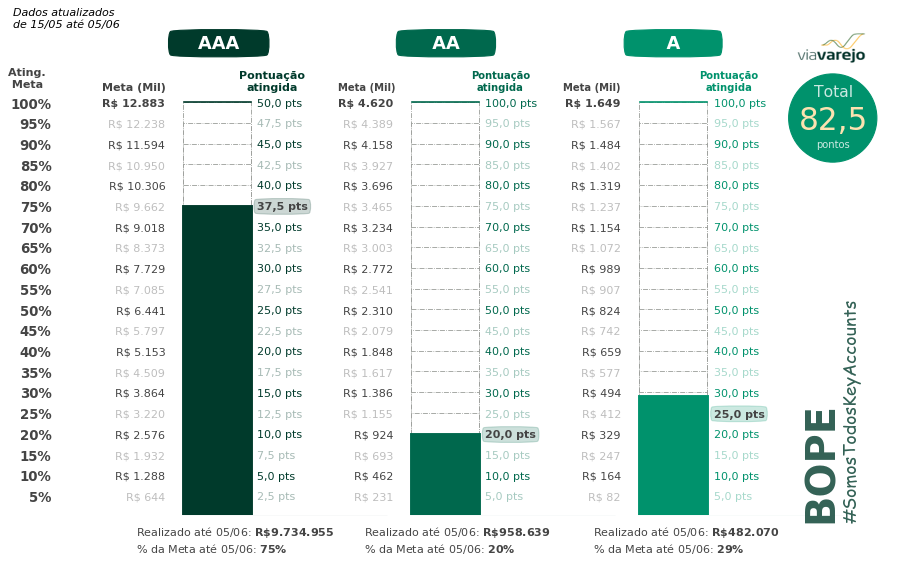 Dados atualizados
de 15/05 até 05/06
AAA AA A
viavarejo
Ating. Meta Meta (Mil) Pontuação atingida Meta (Mil) Pontuação atingida Meta (Mil) Pontuação atingida
100% R$ 12.883 50,0 pts R$ 4.620 100,0 pts R$ 1.649 100,0 pts
95% R$ 12.238 47,5 pts R$ 4.389 95,0 pts R$ 1.567 95,0 pts
90% R$ 11.594 45,0 pts R$ 4.158 90,0 pts R$ 1.484 90,0 pts
85% R$ 10.950 42,5 pts R$ 3.927 85,0 pts R$ 1.402 85,0 pts
80% R$ 10.306 40,0 pts R$ 3.696 80,0 pts R$ 1.319 80,0 pts
75% R$ 9.662 37,5 pts R$ 3.465 75,0 pts R$ 1.237 75,0 pts
70% R$ 9.018 35,0 pts R$ 3.234 70,0 pts R$ 1.154 70,0 pts
65% R$ 8.373 32,5 pts R$ 3.003 65,0 pts R$ 1.072 65,0 pts
60% R$ 7.729 30,0 pts R$ 2.772 60,0 pts R$ 989 60,0 pts
55% R$ 7.085 27,5 pts R$ 2.541 55,0 pts R$ 907 55,0 pts
50% R$ 6.441 25,0 pts R$ 2.310 50,0 pts R$ 824 50,0 pts
45% R$ 5.797 22,5 pts R$ 2.079 45,0 pts R$ 742 45,0 pts
40% R$ 5.153 20,0 pts R$ 1.848 40,0 pts R$ 659 40,0 pts
35% R$ 4.509 17,5 pts R$ 1.617 35,0 pts R$ 577 35,0 pts
30% R$ 3.864 15,0 pts R$ 1.386 30,0 pts R$ 494 30,0 pts
25% R$ 3.220 12,5 pts R$ 1.155 25,0 pts R$ 412 25,0 pts
20% R$ 2.576 10,0 pts R$ 924 20,0 pts R$ 329 20,0 pts
15% R$ 1.932 7,5 pts R$ 693 15,0 pts R$ 247 15,0 pts
10% R$ 1.288 5,0 pts R$ 462 10,0 pts R$ 164 10,0 pts
5% R$ 644 2,5 pts R$ 231 5,0 pts R$ 82 5,0 pts
Realizado até 05/06: R$9.734.955 Realizado até 05/06: R$958.639 Realizado até 05/06: R$482.070
% da Meta até 05/06: 75% % da Meta até 05/06: 20% % da Meta até 05/06: 29%
Total
82,5
pontos
BOPE
#SomosTodosKeyAccounts